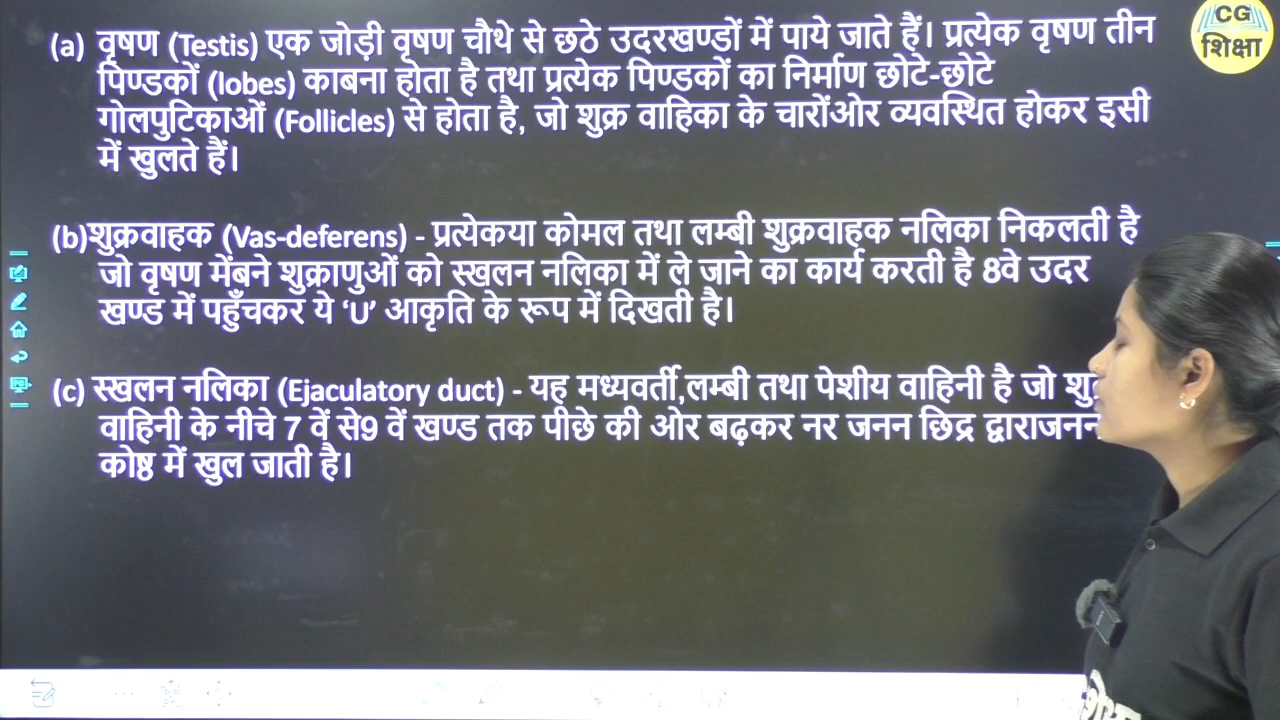 CG
शिक्षा
(a) वृषण (Testis) एक जोड़ी वृषण चौथे से छठे उदरखण्डों में पाये जाते हैं। प्रत्येक वृषण तीन
पिण्डकों (lobes) काबना होता है तथा प्रत्येक पिण्डकों का निर्माण छोटे-छोटे
गोलपुटिकाओं (Follicles) से होता है, जो शुक्र वाहिका के चारोंओर व्यवस्थित होकर इसी
में खुलते हैं।
(b)शुक्रवाहक (Vas-deferens) - प्रत्येकया कोमल तथा लम्बी शुक्रवाहक नलिका निकलती है
जो वृषण मेंबने शुक्राणुओं को स्खलन नलिका में ले जाने का कार्य करती है 8वे उदर
खण्ड में पहुँचकर ये ‘U’ आकृति के रूप में दिखती है।
(c) स्खलन नलिका (Ejaculatory duct) - यह मध्यवर्ती,लम्बी तथा पेशीय वाहिनी है जो
वाहिनी के नीचे 7 वें से9 वें खण्ड तक पीछे की ओर बढ़कर नर जनन छिद्र द्वाराजनन
कोष्ठ में खुल जाती है।